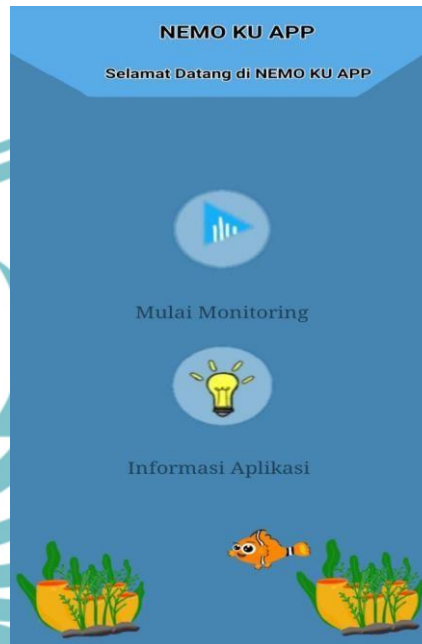 NEMO KU APP
Selamat Datang di NEMO KU APP
Mulai Monitoring
Informasi Aplikasi